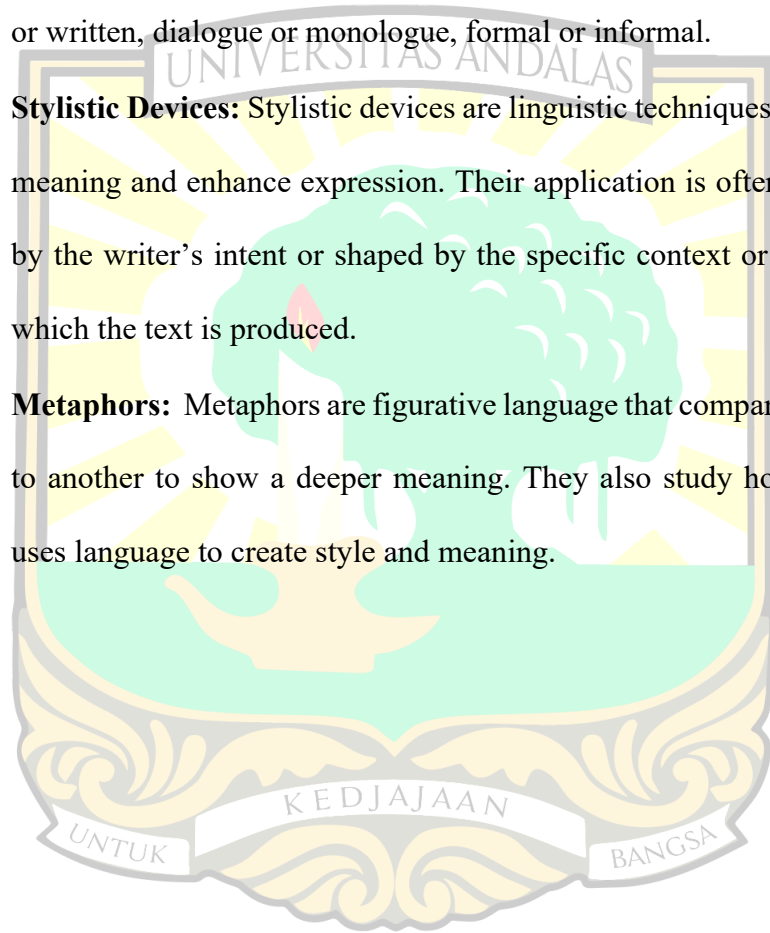 or written, dialogue or monologue, formal or informal.
UNIVERSITAS ANDALAS
Stylistic Devices: Stylistic devices are linguistic techniques
meaning and enhance expression. Their application is often
by the writer’s intent or shaped by the specific context or
which the text is produced.
Metaphors: Metaphors are figurative language that compar
to another to show a deeper meaning. They also study ho
uses language to create style and meaning.
KEDJAJAAN
UNTUK BANGSA